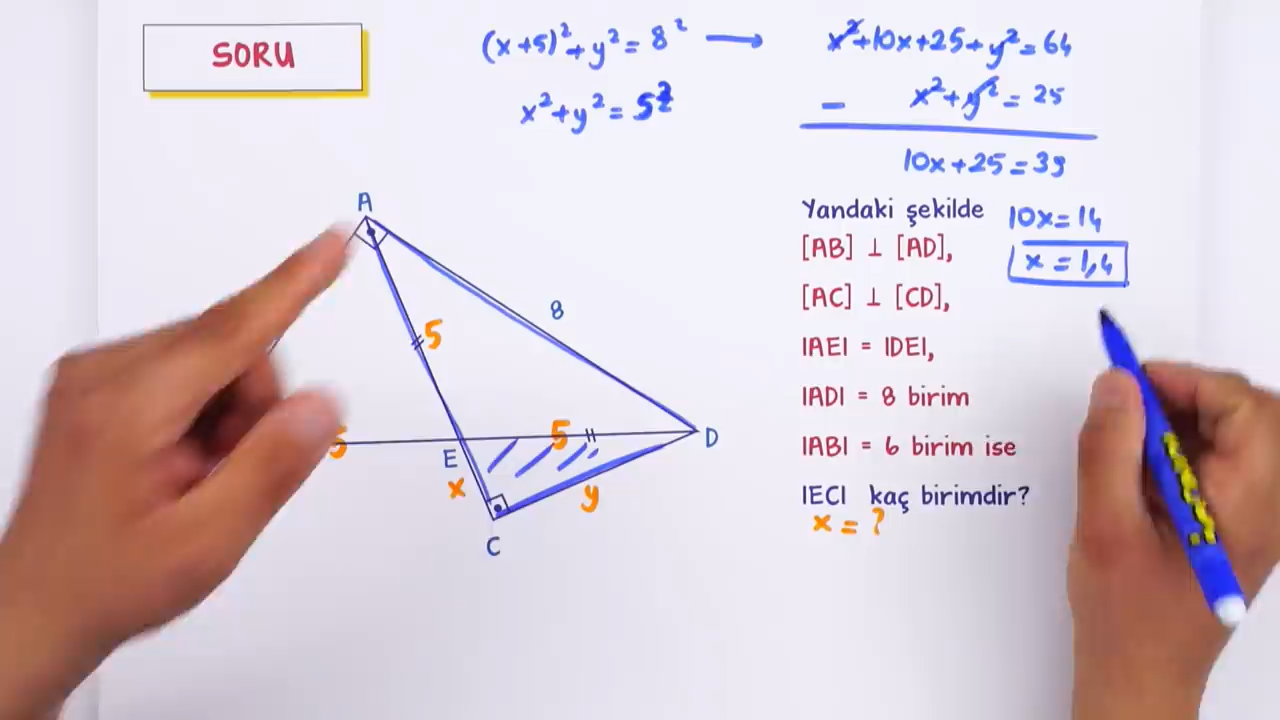 SORU
(x+5)² + y² = 8² → x² + 10x + 25 + y² = 64
x² + y² = 5²
− x² + y² = 25
10x + 25 = 39
Yandaki şekilde
10x = 14
[AB] ⊥ [AD],
x = 1,4
[AC] ⊥ [CD],
|AE| = |DE|,
|AD| = 8 birim
|AB| = 6 birim ise
|EC| kaç birimdir?
x = ?
A
8
5
5
5
D
E
x
y
C